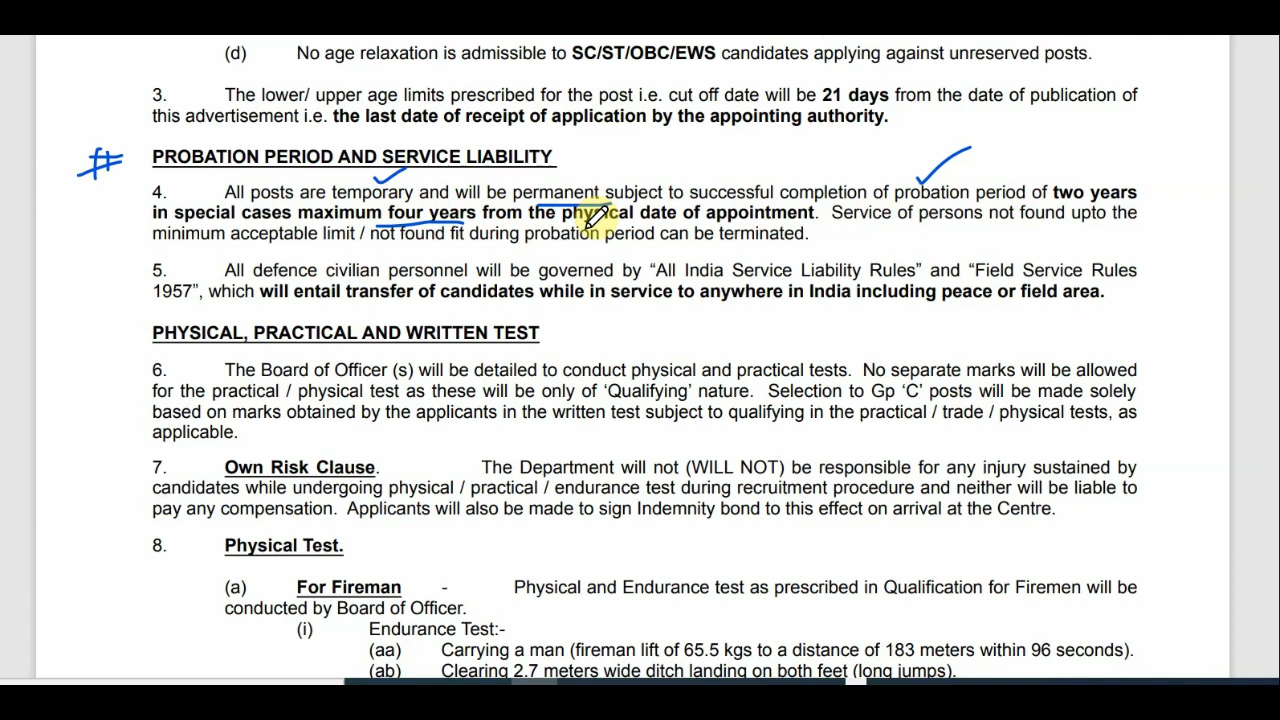 (d) No age relaxation is admissible to SC/ST/OBC/EWS candidates applying against unreserved posts.
3. The lower/ upper age limits prescribed for the post i.e. cut off date will be 21 days from the date of publication of
this advertisement i.e. the last date of receipt of application by the appointing authority.
# PROBATION PERIOD AND SERVICE LIABILITY
4. All posts are temporary and will be permanent subject to successful completion of probation period of two years
in special cases maximum four years from the physical date of appointment. Service of persons not found upto the
minimum acceptable limit / not found fit during probation period can be terminated.
5. All defence civilian personnel will be governed by “All India Service Liability Rules” and “Field Service Rules
1957”, which will entail transfer of candidates while in service to anywhere in India including peace or field area.
PHYSICAL, PRACTICAL AND WRITTEN TEST
6. The Board of Officer (s) will be detailed to conduct physical and practical tests. No separate marks will be allowed
for the practical / physical test as these will be only of ‘Qualifying’ nature. Selection to Gp ‘C’ posts will be made solely
based on marks obtained by the applicants in the written test subject to qualifying in the practical / trade / physical tests, as
applicable.
7. Own Risk Clause. The Department will not (WILL NOT) be responsible for any injury sustained by
candidates while undergoing physical / practical / endurance test during recruitment procedure and neither will be liable to
pay any compensation. Applicants will also be made to sign Indemnity bond to this effect on arrival at the Centre.
8. Physical Test.
(a) For Fireman - Physical and Endurance test as prescribed in Qualification for Firemen will be
conducted by Board of Officer.
(i) Endurance Test:-
(aa) Carrying a man (fireman lift of 65.5 kgs to a distance of 183 meters within 96 seconds).
(ab) Clearing 2.7 meters wide ditch landing on both feet (long jumps).